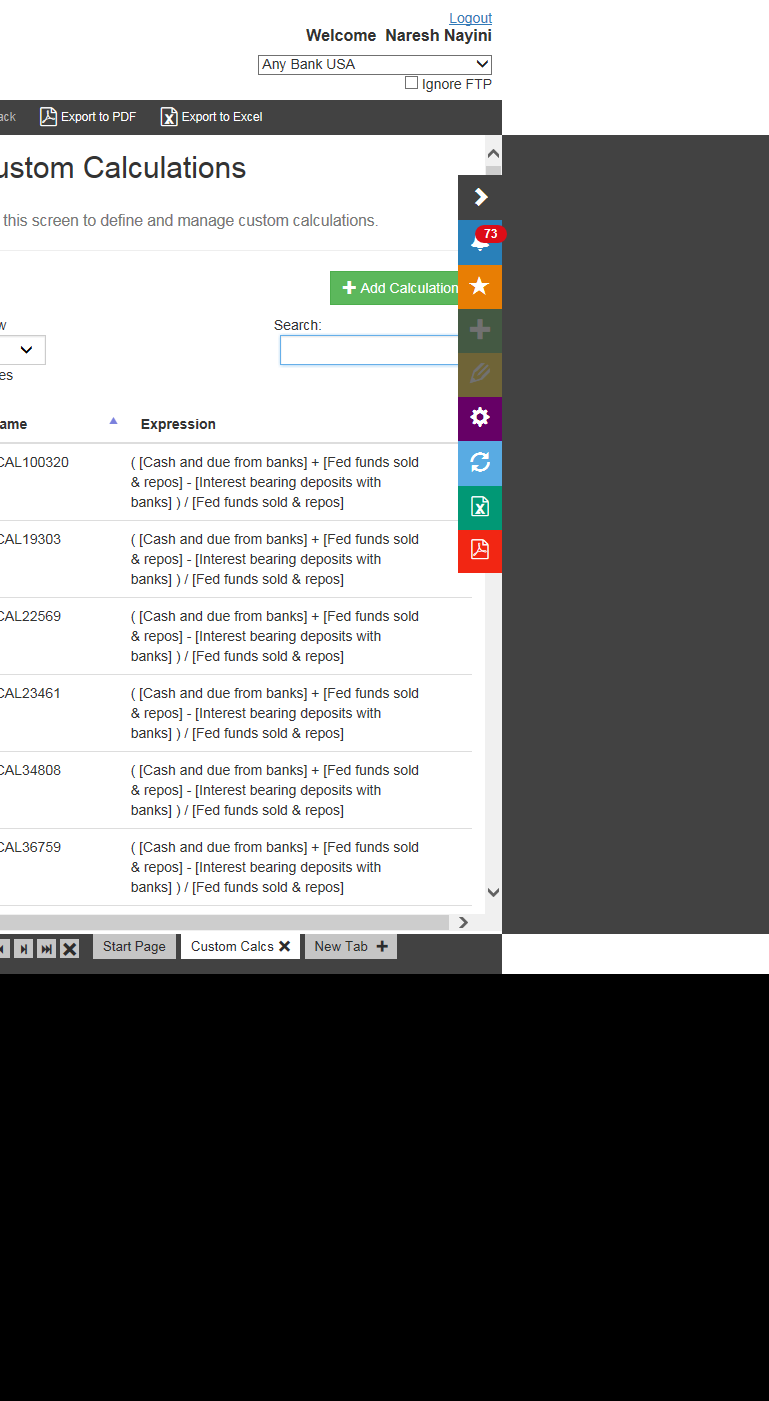 Logout
Welcome Naresh Nayini
Any Bank USA
Ignore FTP
ack Export to PDF Export to Excel
ustom Calculations
this screen to define and manage custom calculations.
73
Add Calculation
w Search:
es
ame Expression
CAL100320 ( [Cash and due from banks] + [Fed funds sold
& repos] - [Interest bearing deposits with
banks] ) / [Fed funds sold & repos]
CAL19303 ( [Cash and due from banks] + [Fed funds sold
& repos] - [Interest bearing deposits with
banks] ) / [Fed funds sold & repos]
CAL22569 ( [Cash and due from banks] + [Fed funds sold
& repos] - [Interest bearing deposits with
banks] ) / [Fed funds sold & repos]
CAL23461 ( [Cash and due from banks] + [Fed funds sold
& repos] - [Interest bearing deposits with
banks] ) / [Fed funds sold & repos]
CAL34808 ( [Cash and due from banks] + [Fed funds sold
& repos] - [Interest bearing deposits with
banks] ) / [Fed funds sold & repos]
CAL36759 ( [Cash and due from banks] + [Fed funds sold
& repos] - [Interest bearing deposits with
banks] ) / [Fed funds sold & repos]
Start Page Custom Calcs New Tab